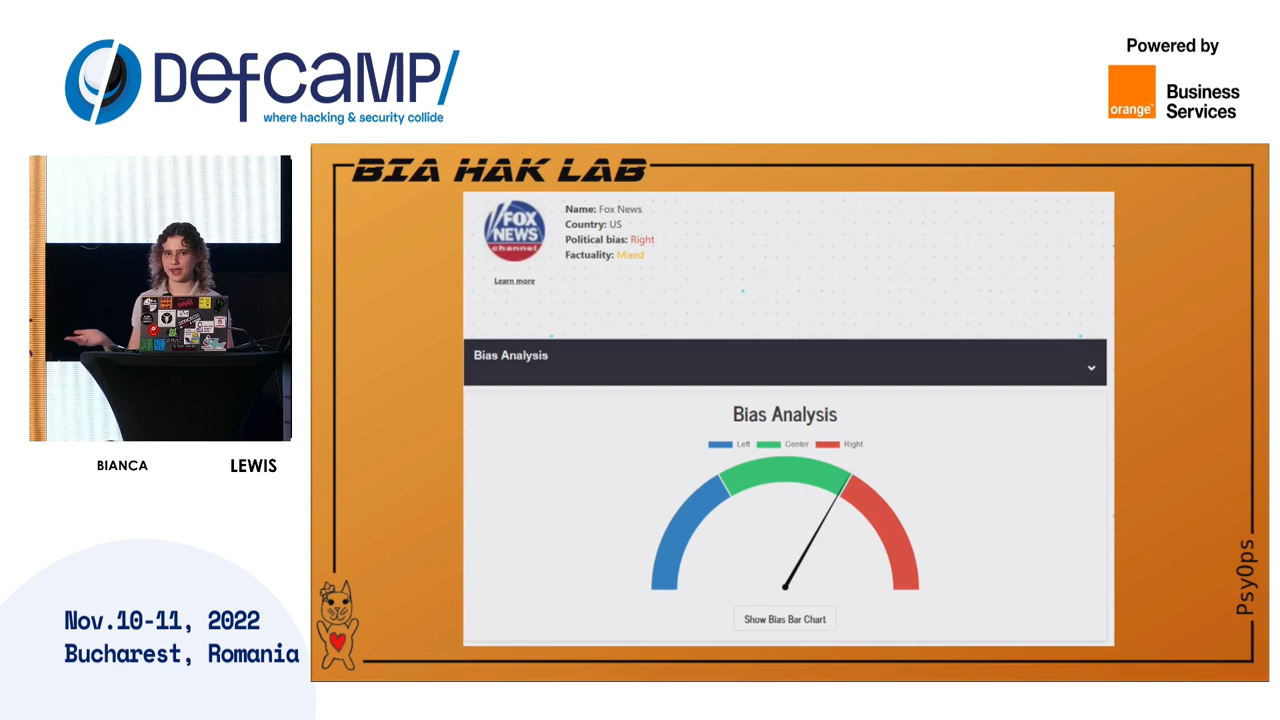 DefCamp/
where hacking & security collide
Powered by
orange™
Business
Services
BIA HAK LAB
FOX
NEWS
channel
Name: Fox News
Country: US
Political bias: Right
Factuality: Mixed
Learn more
Bias Analysis
Bias Analysis
Left
Center
Right
Show Bias Bar Chart
PsyOps
BIANCA LEWIS
Nov.10-11, 2022
Bucharest, Romania